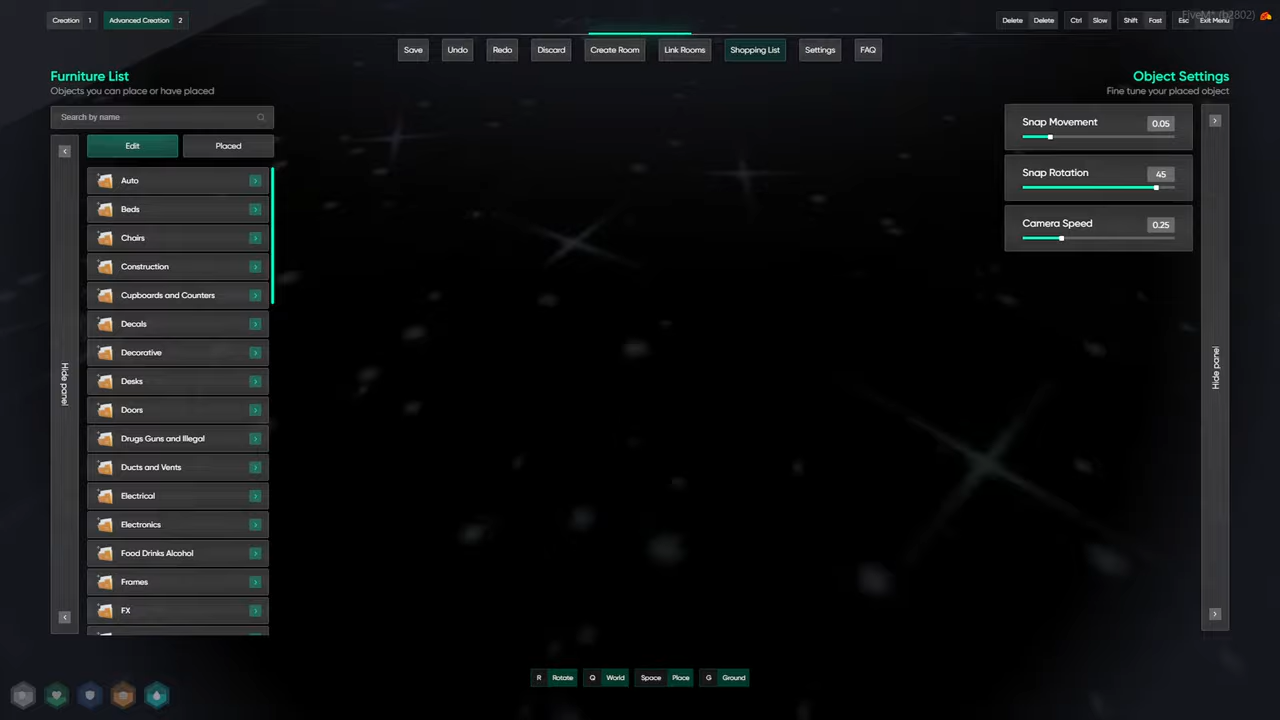 Creation 1 Advanced Creation 2
FiveM* (b2802)
Delete Delete Ctrl Slow Shift Fast Esc Exit Menu
Save Undo Redo Discard Create Room Link Rooms Shopping List Settings FAQ
Furniture List
Objects you can place or have placed
Search by name
Edit Placed
Auto
Beds
Chairs
Construction
Cupboards and Counters
Decals
Decorative
Desks
Doors
Drugs Guns and Illegal
Ducts and Vents
Electrical
Electronics
Food Drinks Alcohol
Frames
FX
Hide panel
Object Settings
Fine tune your placed object
Snap Movement 0.05
Snap Rotation 45
Camera Speed 0.25
Hide panel
R Rotate Q World Space Place G Ground